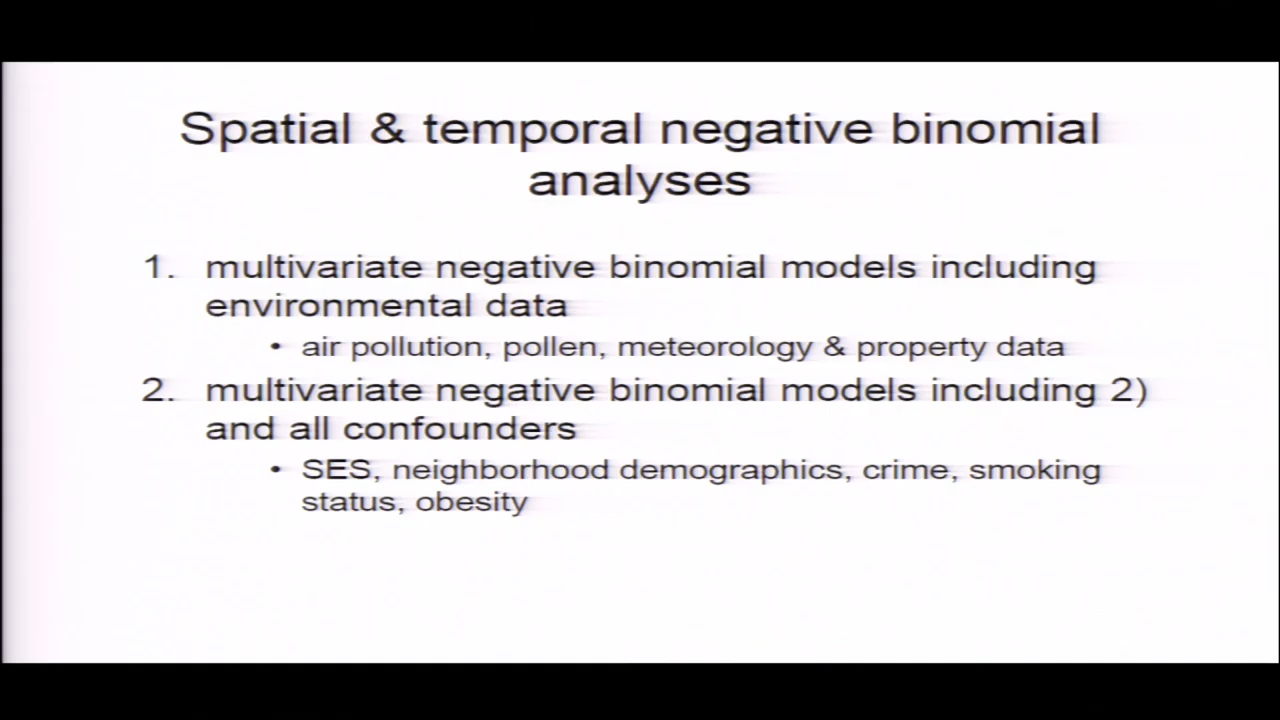 Spatial & temporal negative binomial
analyses
1. multivariate negative binomial models including
environmental data
• air pollution, pollen, meteorology & property data
2. multivariate negative binomial models including 2)
and all confounders
• SES, neighborhood demographics, crime, smoking
status, obesity